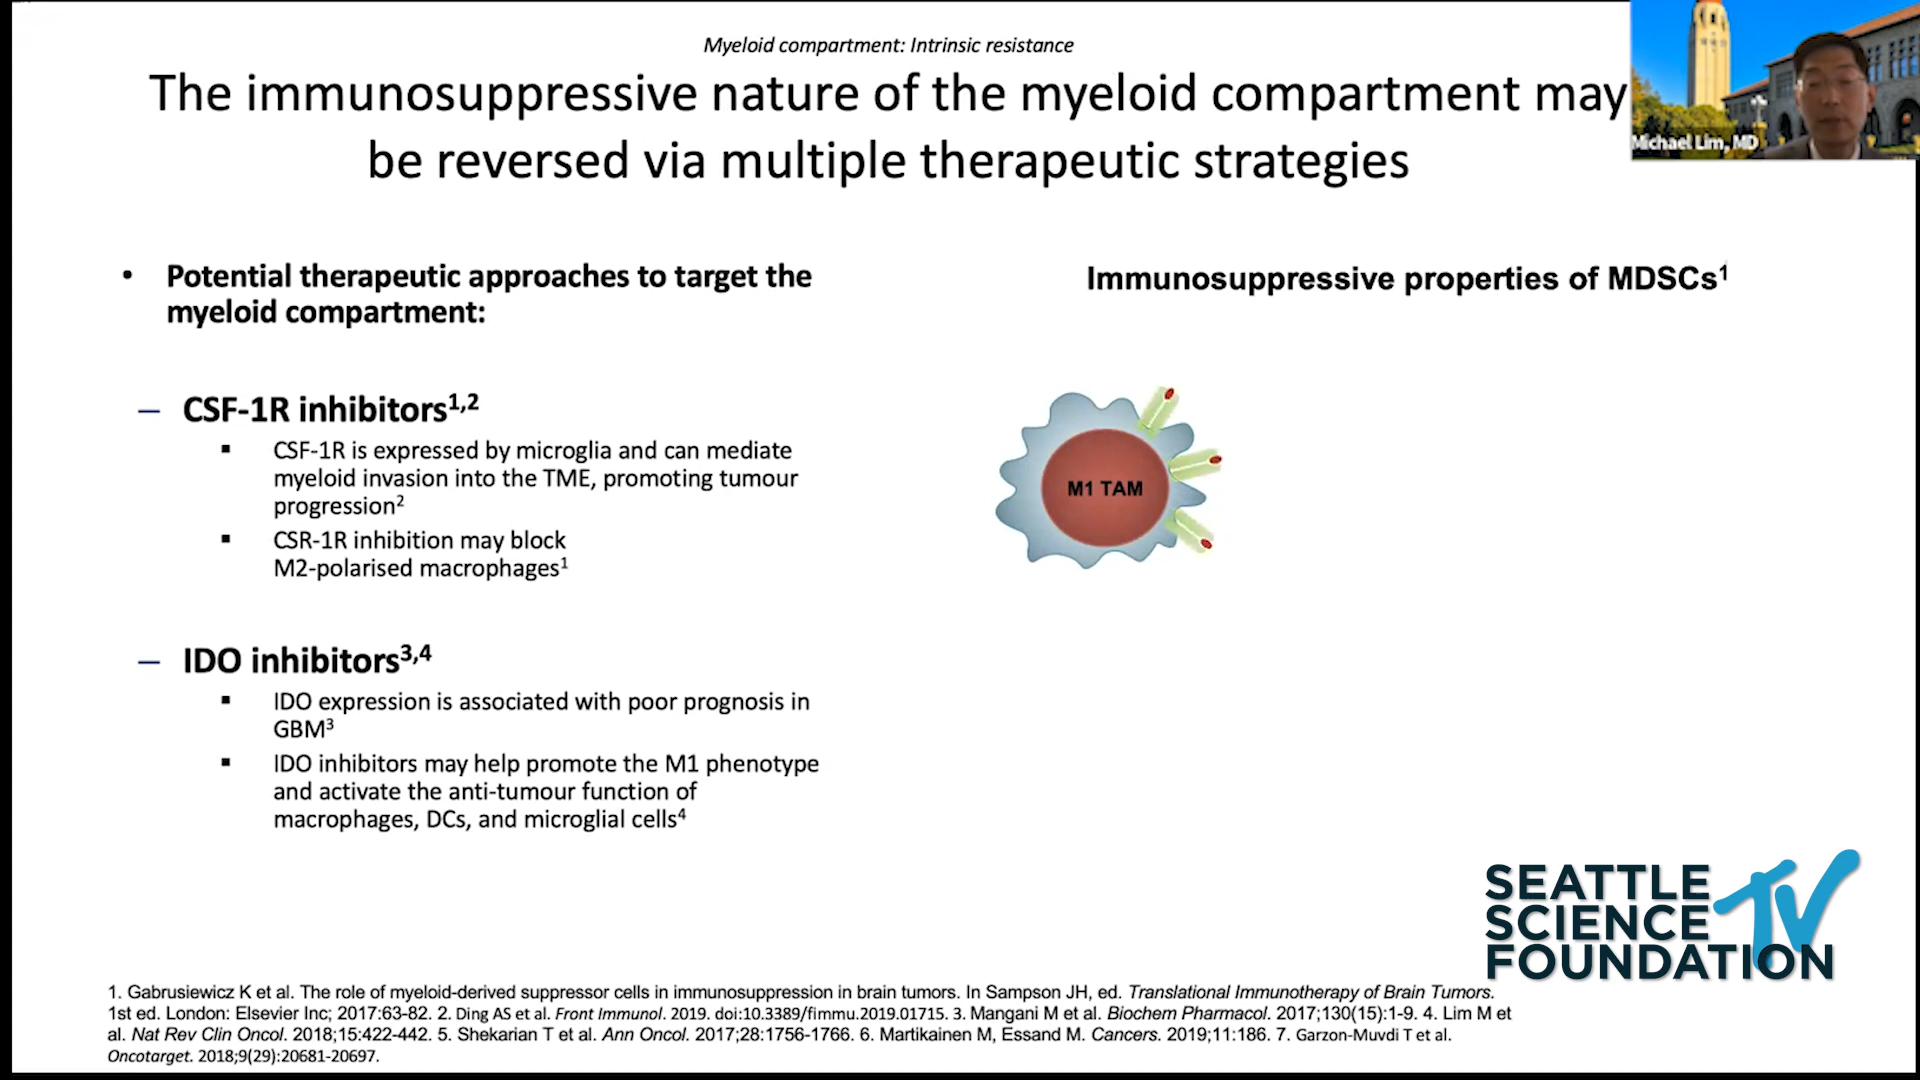 Myeloid compartment: Intrinsic resistance
The immunosuppressive nature of the myeloid compartment may
be reversed via multiple therapeutic strategies
Michael Lim, MD
• Potential therapeutic approaches to target the
myeloid compartment:
– CSF-1R inhibitors1,2
▪ CSF-1R is expressed by microglia and can mediate
myeloid invasion into the TME, promoting tumour
progression2
▪ CSR-1R inhibition may block
M2-polarised macrophages1
– IDO inhibitors3,4
▪ IDO expression is associated with poor prognosis in
GBM3
▪ IDO inhibitors may help promote the M1 phenotype
and activate the anti-tumour function of
macrophages, DCs, and microglial cells4
Immunosuppressive properties of MDSCs1
M1 TAM
SEATTLE
SCIENCE
FOUNDATION
TV
1. Gabrusiewicz K et al. The role of myeloid-derived suppressor cells in immunosuppression in brain tumors. In Sampson JH, ed. Translational Immunotherapy of Brain Tumors.
1st ed. London: Elsevier Inc; 2017:63-82. 2. Ding AS et al. Front Immunol. 2019. doi:10.3389/fimmu.2019.01715. 3. Mangani M et al. Biochem Pharmacol. 2017;130(15):1-9. 4. Lim M et
al. Nat Rev Clin Oncol. 2018;15:422-442. 5. Shekarian T et al. Ann Oncol. 2017;28:1756-1766. 6. Martikainen M, Essand M. Cancers. 2019;11:186. 7. Garzon-Muvdi T et al.
Oncotarget. 2018;9(29):20681-20697.